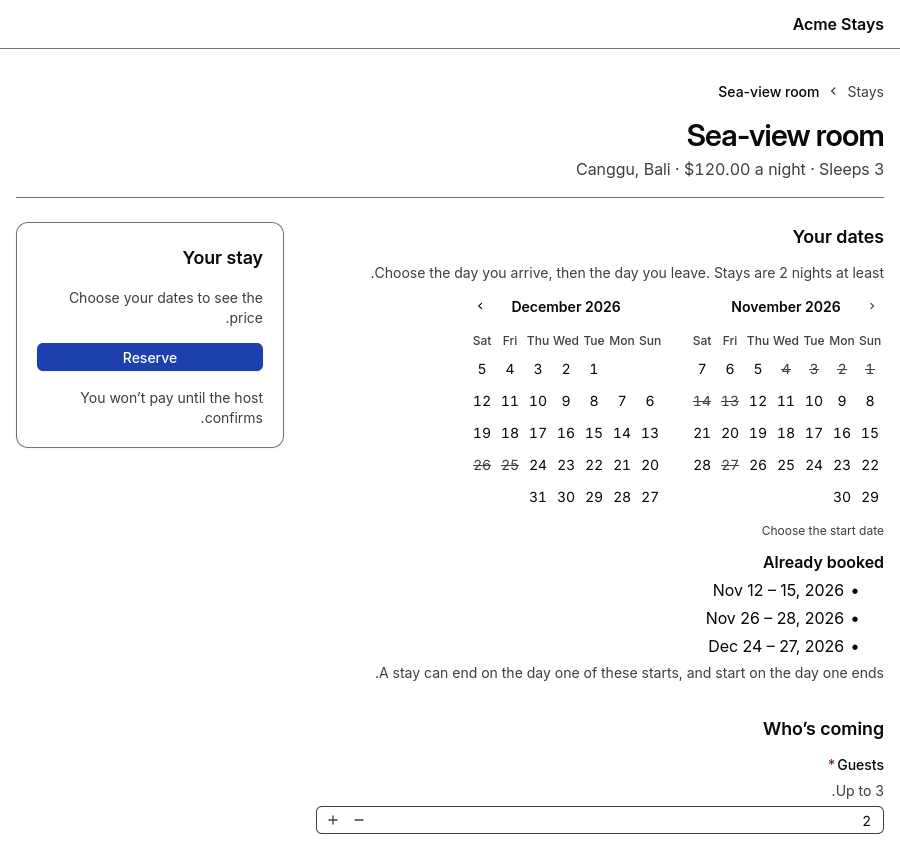 Acme Stays
Stays Sea-view room
Sea-view room
Canggu, Bali · $120.00 a night · Sleeps 3
Your dates
Choose the day you arrive, then the day you leave. Stays are 2 nights at least.
November 2026
Sun Mon Tue Wed Thu Fri Sat
1 2 3 4 5 6 7
8 9 10 11 12 13 14
15 16 17 18 19 20 21
22 23 24 25 26 27 28
29 30
December 2026
Sun Mon Tue Wed Thu Fri Sat
1 2 3 4 5
6 7 8 9 10 11 12
13 14 15 16 17 18 19
20 21 22 23 24 25 26
27 28 29 30 31
Choose the start date
Already booked
• Nov 12 – 15, 2026
• Nov 26 – 28, 2026
• Dec 24 – 27, 2026
A stay can end on the day one of these starts, and start on the day one ends.
Who’s coming
Guests *
Up to 3.
2 − +
Your stay
Choose your dates to see the
price.
Reserve
You won’t pay until the host
confirms.